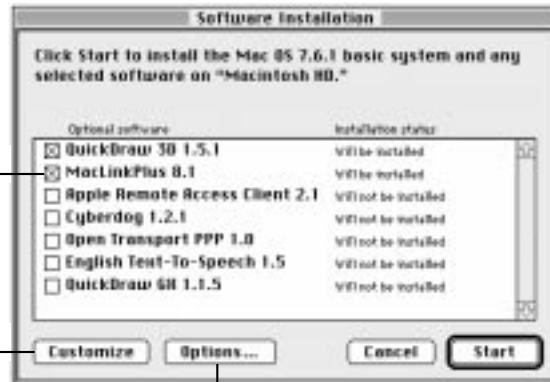 Software Installation
Click Start to install the Mac OS 7.6.1 basic system and any
selected software on “Macintosh HD.”
Optional software Installation status
QuickDraw 3D 1.5.1 Will be installed
MacLinkPlus 8.1 Will be installed
Apple Remote Access Client 2.1 Will not be installed
Cyberdog 1.2.1 Will not be installed
Open Transport PPP 1.0 Will not be installed
English Text-To-Speech 1.5 Will not be installed
QuickDraw GX 1.1.5 Will not be installed
Customize Options... Cancel Start